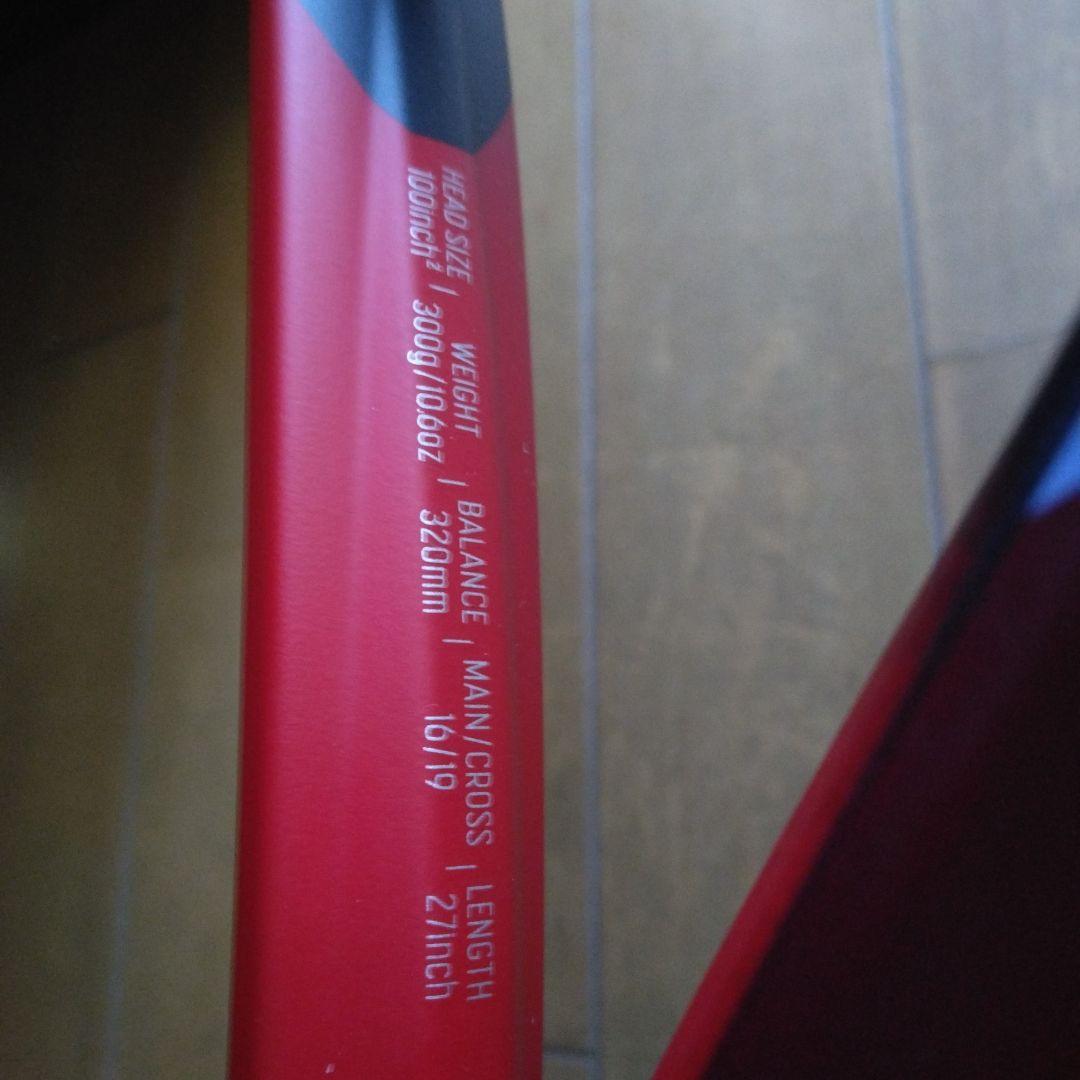 HEAD SIZE | WEIGHT | BALANCE | MAIN/CROSS | LENGTH
100inch² | 300g/10.6oz | 320mm | 16/19 | 27inch